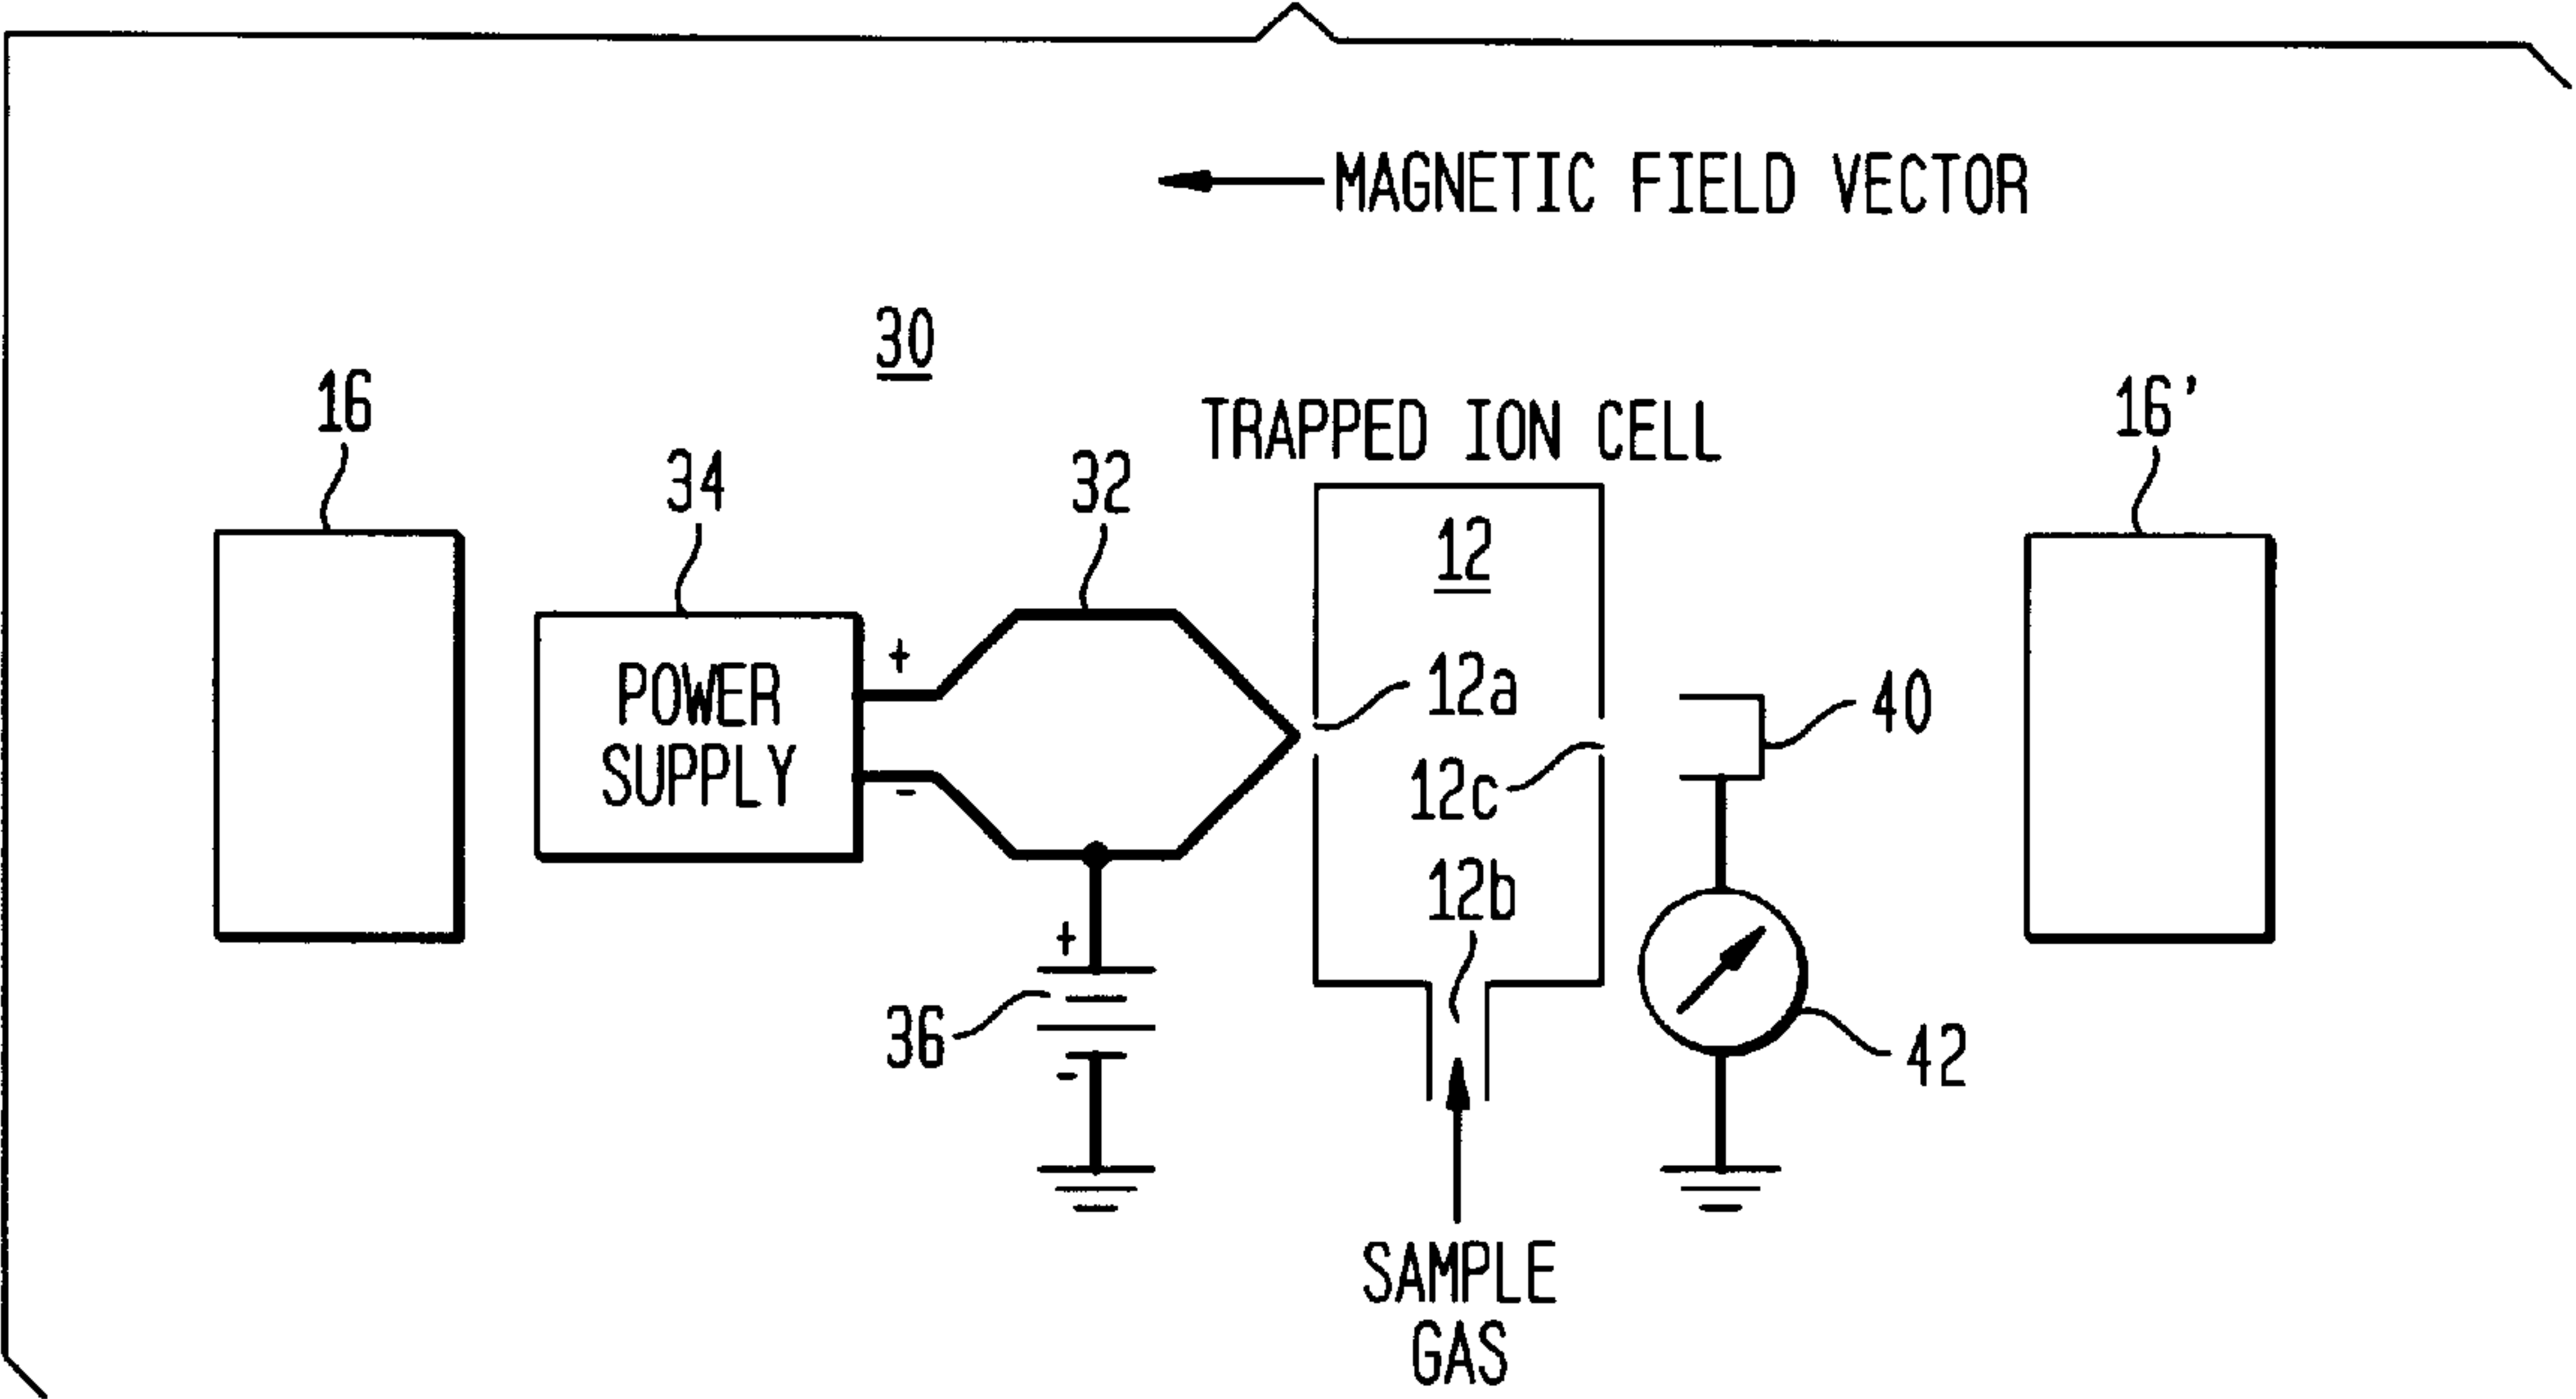 MAGNETIC FIELD VECTOR
30
16
34
32
TRAPPED ION CELL
16'
12
POWER
SUPPLY
+
-
12a
12c
12b
40
+
36
-
42
SAMPLE
GAS